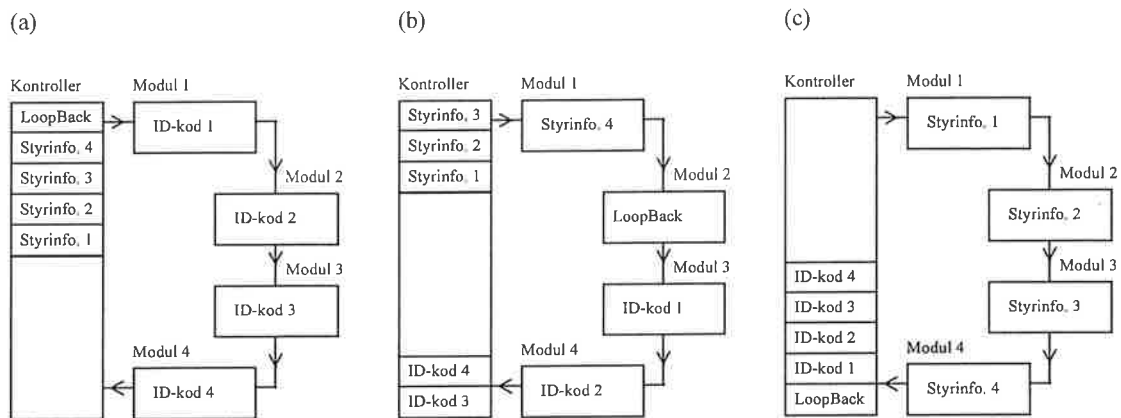 (a)
Kontroller
Modul 1
LoopBack
ID-kod 1
Styrinfo. 4
Styrinfo. 3
Modul 2
Styrinfo. 2
ID-kod 2
Styrinfo. 1
Modul 3
ID-kod 3
Modul 4
ID-kod 4
(b)
Kontroller
Modul 1
Styrinfo. 3
Styrinfo. 4
Styrinfo. 2
Styrinfo. 1
Modul 2
LoopBack
Modul 3
ID-kod 1
Modul 4
ID-kod 4
ID-kod 2
ID-kod 3
(c)
Kontroller
Modul 1
Styrinfo. 1
Modul 2
Styrinfo. 2
Modul 3
ID-kod 4
ID-kod 3
Styrinfo. 3
ID-kod 2
Modul 4
ID-kod 1
Styrinfo. 4
LoopBack